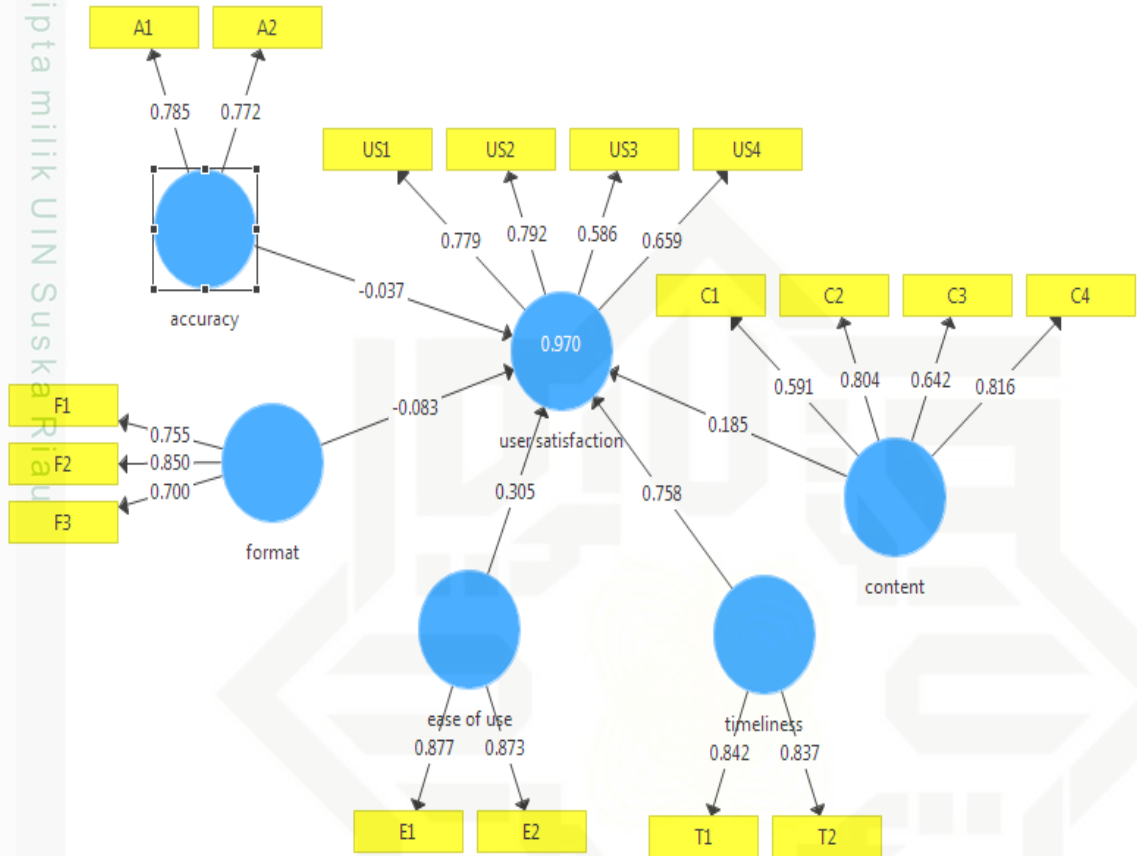 ipta milik UIN Suska Riau
A1 A2
0.785 0.772
accuracy
US1 US2 US3 US4
0.779 0.792 0.586 0.659
-0.037
0.970
user satisfaction
C1 C2 C3 C4
0.591 0.804 0.642 0.816
0.185
content
F1
F2
F3
0.755
0.850
0.700
-0.083
format
0.305
ease of use
0.877 0.873
E1 E2
0.758
timeliness
0.842 0.837
T1 T2